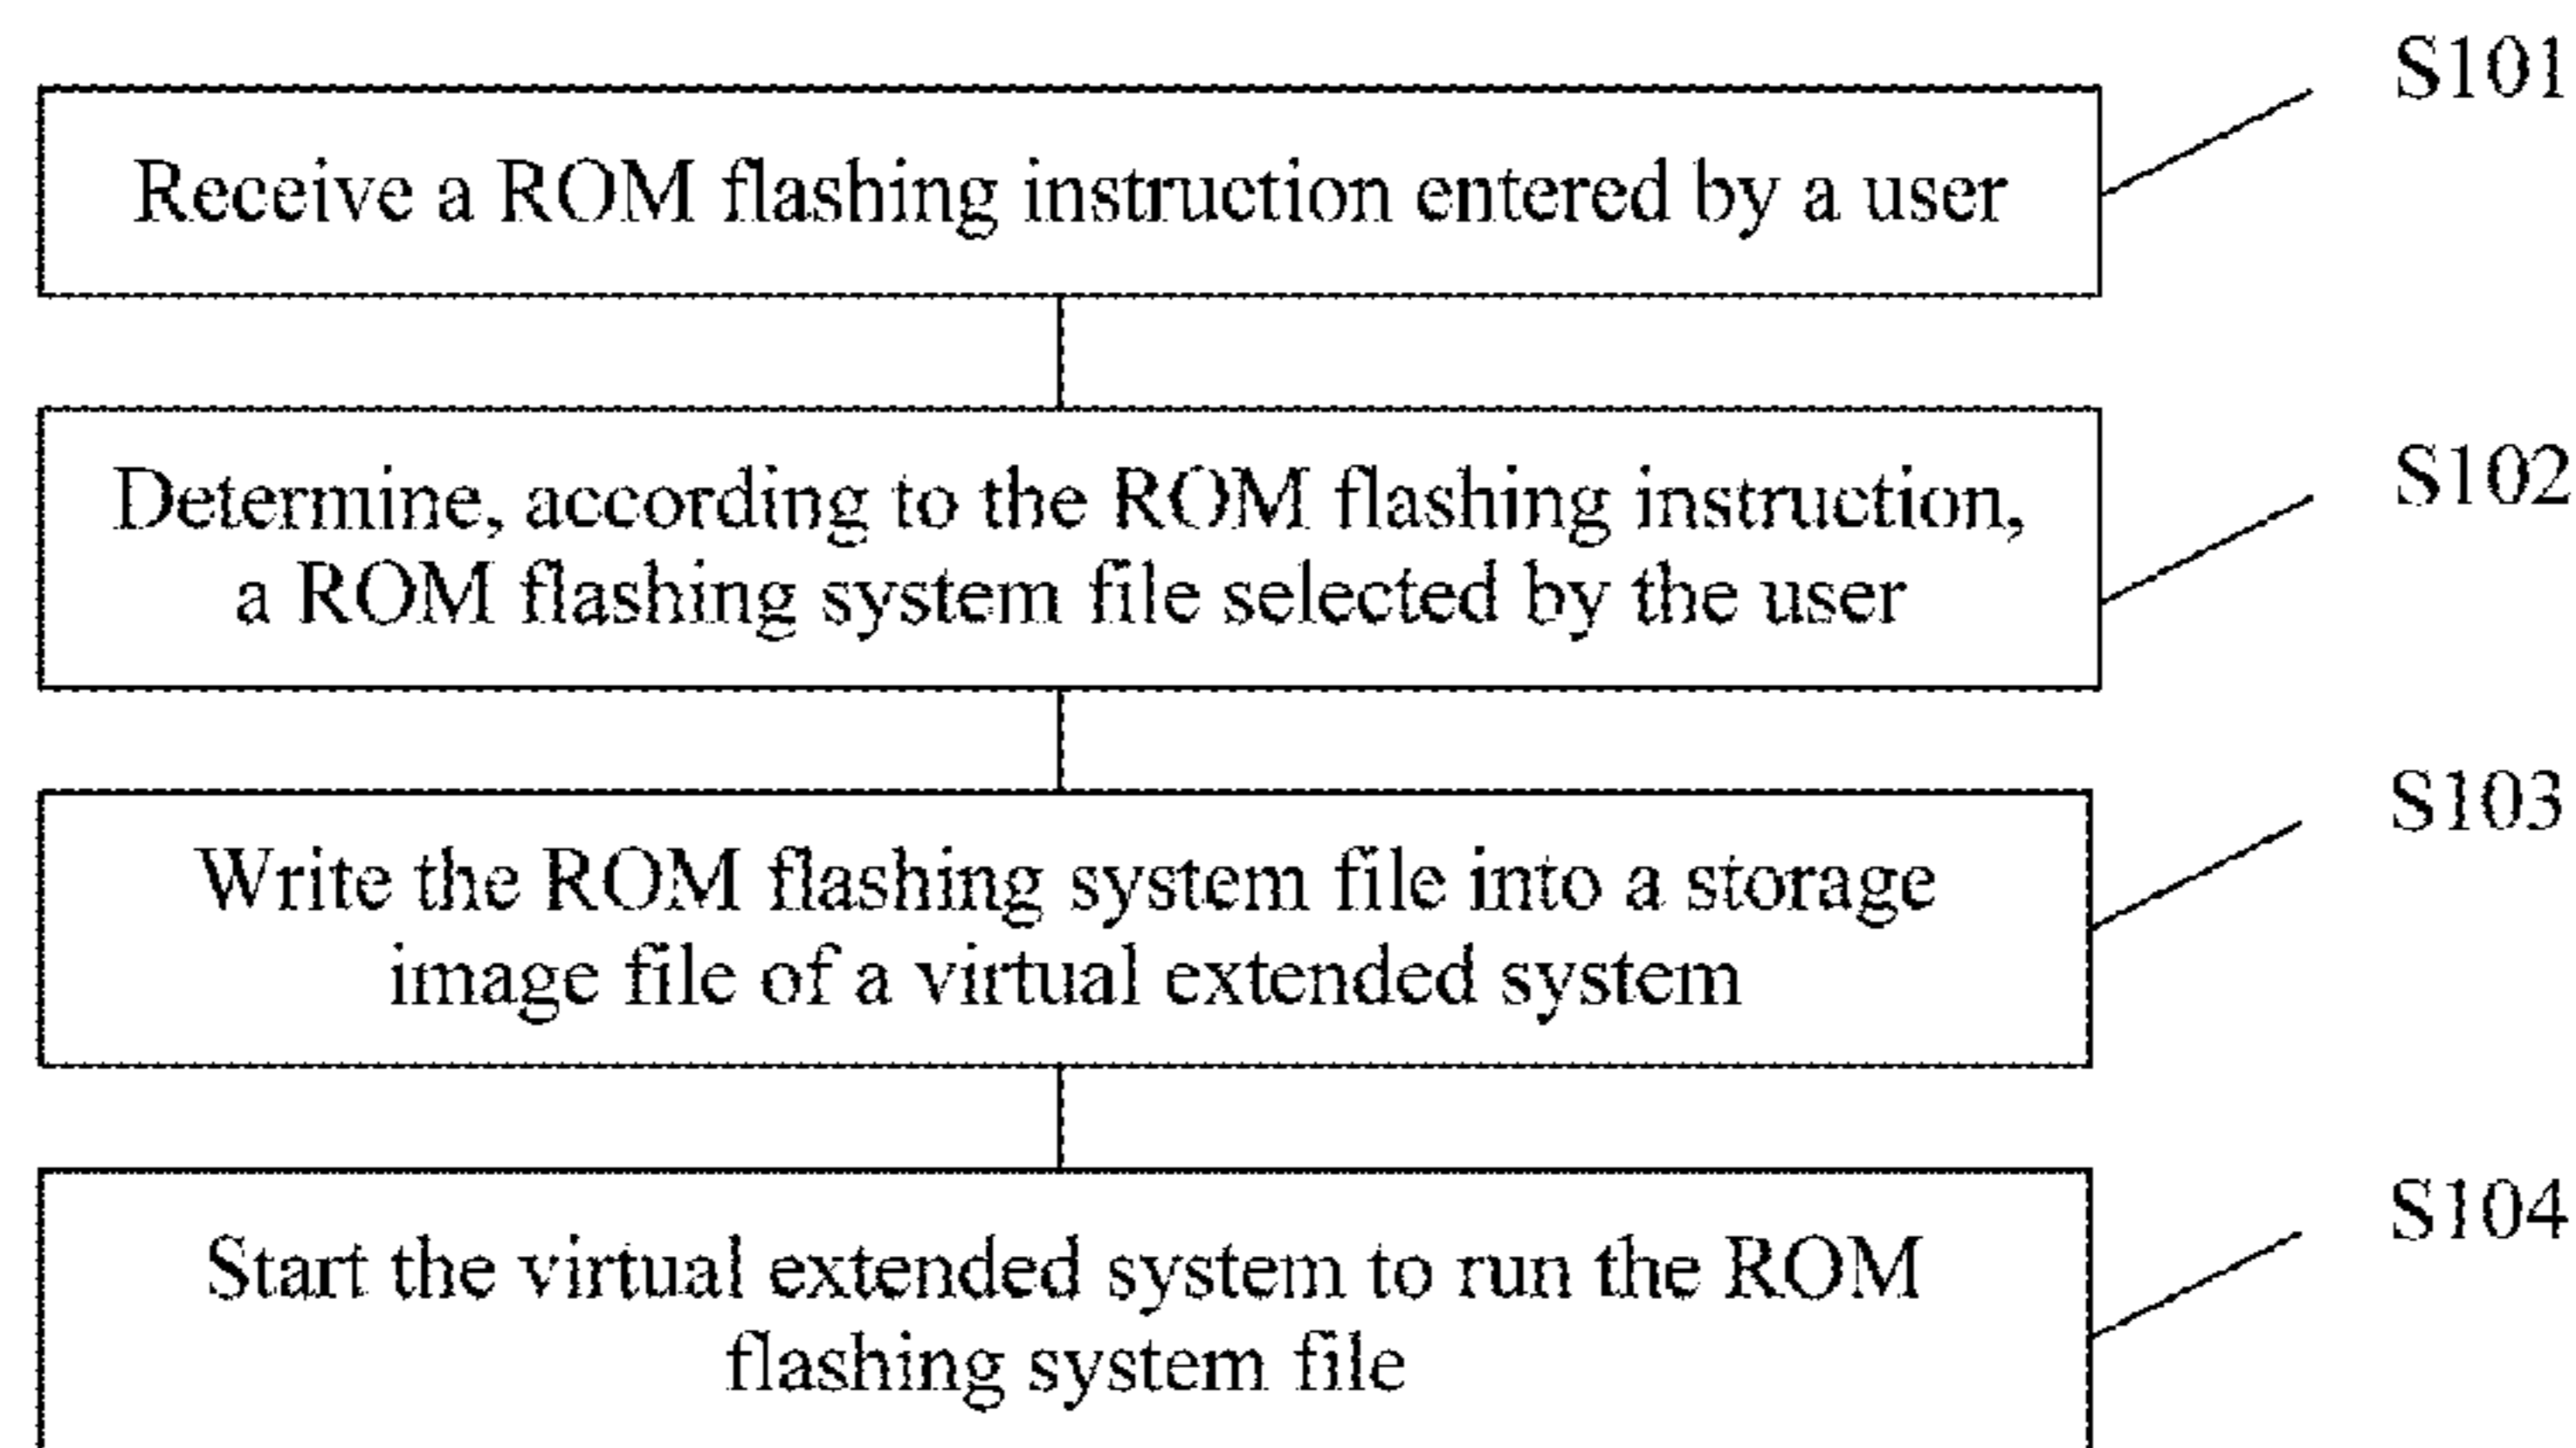 S101
Receive a ROM flashing instruction entered by a user
S102
Determine, according to the ROM flashing instruction,
a ROM flashing system file selected by the user
S103
Write the ROM flashing system file into a storage
image file of a virtual extended system
S104
Start the virtual extended system to run the ROM
flashing system file